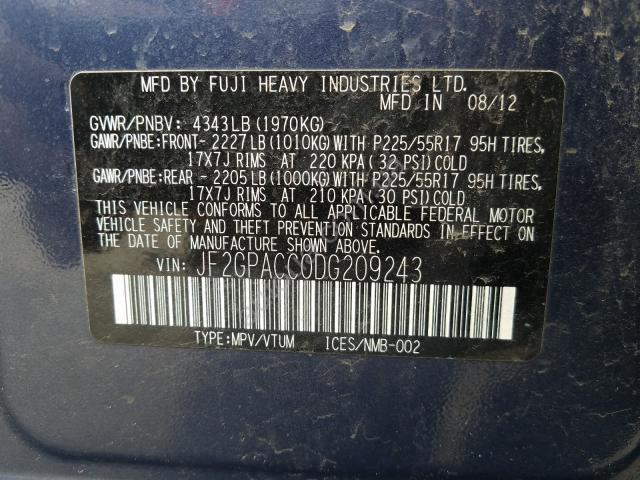 MFD BY FUJI HEAVY INDUSTRIES LTD.
MFD IN 08/12
GVWR/PNBV: 4343LB(1970KG)
GAWR/PNBE:FRONT- 2227LB(1010KG)WITH P225/55R17 95H TIRES,
17X7J RIMS AT 220 KPA( 32 PSI)COLD
GAWR/PNBE:REAR - 2205LB(1000KG)WITH P225/55R17 95H TIRES,
17X7J RIMS AT 210 KPA( 30 PSI)COLD
THIS VEHICLE CONFORMS TO ALL APPLICABLE FEDERAL MOTOR
VEHICLE SAFETY AND THEFT PREVENTION STANDARDS IN EFFECT ON
THE DATE OF MANUFACTURE SHOWN ABOVE.
VIN: JF2GPACC0DG209243
TYPE:MPV/VTUM ICES/NMB-002